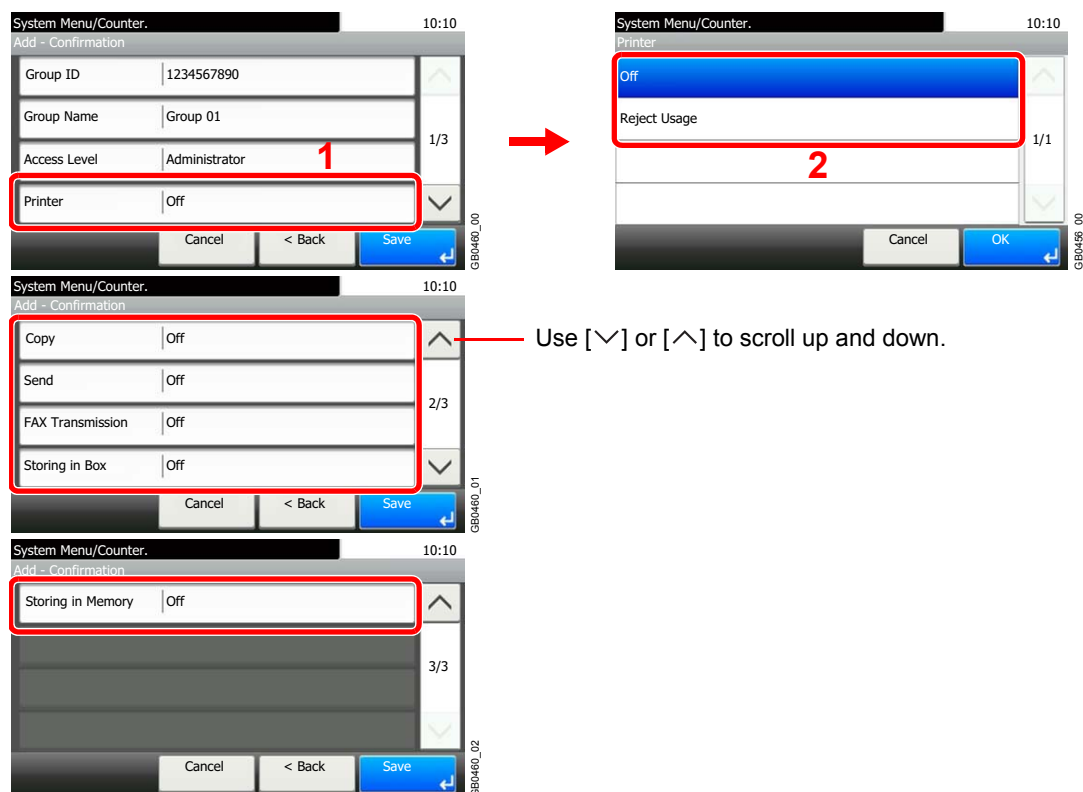 System Menu/Counter. 10:10
Add - Confirmation
Group ID 1234567890
Group Name Group 01
1/3
Access Level Administrator 1
Printer Off
Cancel < Back Save
GB0460_00
System Menu/Counter. 10:10
Printer
Off
Reject Usage
1/1
2
Cancel OK
GB0456 00
System Menu/Counter. 10:10
Add - Confirmation
Copy Off
Send Off
2/3
FAX Transmission Off
Storing in Box Off
Cancel < Back Save
GB0460_01
Use [∨] or [∧] to scroll up and down.
System Menu/Counter. 10:10
Add - Confirmation
Storing in Memory Off
3/3
Cancel < Back Save
GB0460_02